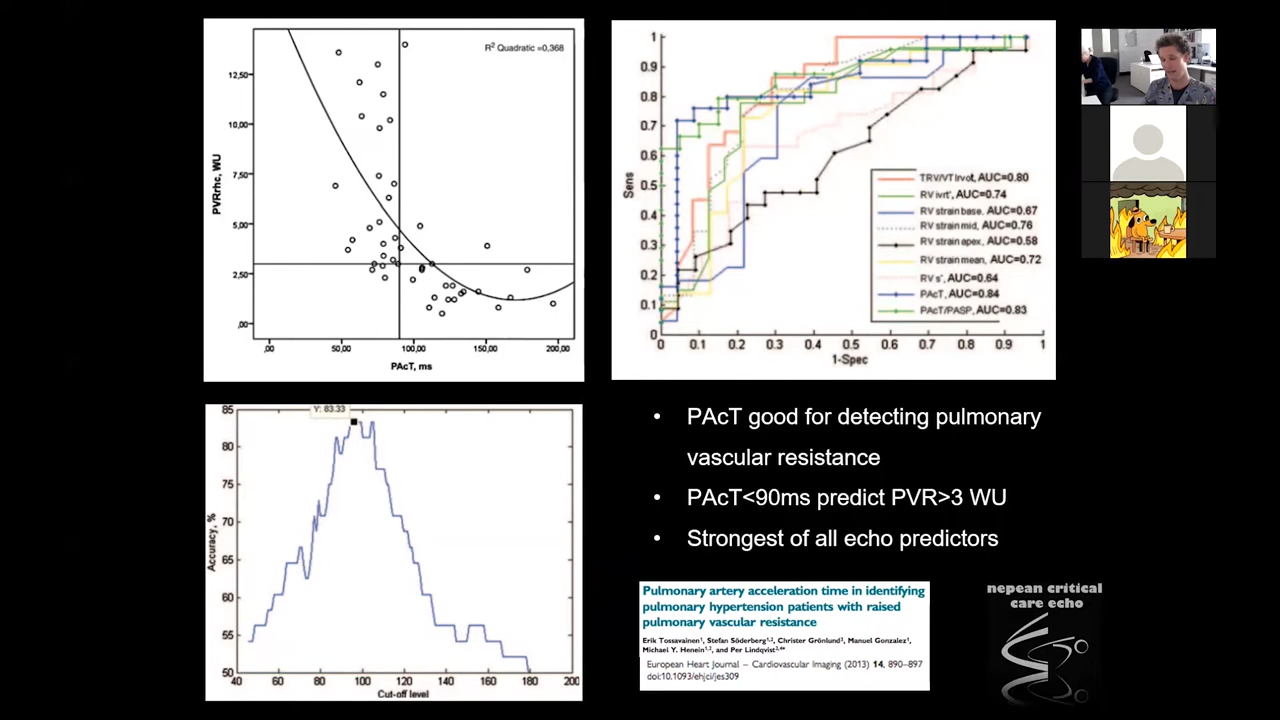 R² Quadratic =0,368
PVRrhc, WU
12,50
10,00
7,50
5,00
2,50
,00
,00
50,00
100,00
150,00
200,00
PAcT, ms
Sens
1
0.9
0.8
0.7
0.6
0.5
0.4
0.3
0.2
0.1
0
0
0.1
0.2
0.3
0.4
0.5
0.6
0.7
0.8
0.9
1
1-Spec
TRV/VTIrvot, AUC=0.80
RV ivrt', AUC=0.74
RV strain base, AUC=0.67
RV strain mid, AUC=0.76
RV strain apex, AUC=0.58
RV strain mean, AUC=0.72
RV s', AUC=0.64
PAcT, AUC=0.84
PAcT/PASP, AUC=0.83
Y: 83.33
Accuracy, %
85
80
75
70
65
60
55
50
40
60
80
100
120
140
160
180
200
Cut-off level
• PAcT good for detecting pulmonary
vascular resistance
• PAcT<90ms predict PVR>3 WU
• Strongest of all echo predictors
Pulmonary artery acceleration time in identifying
pulmonary hypertension patients with raised
pulmonary vascular resistance
Erik Tossavainen¹, Stefan Söderberg¹,², Christer Grönlund³, Manuel Gonzalez¹,
Michael Y. Henein¹,², and Per Lindqvist²,⁴*
European Heart Journal – Cardiovascular Imaging (2013) 14, 890–897
doi:10.1093/ehjci/jes309
nepean critical
care echo